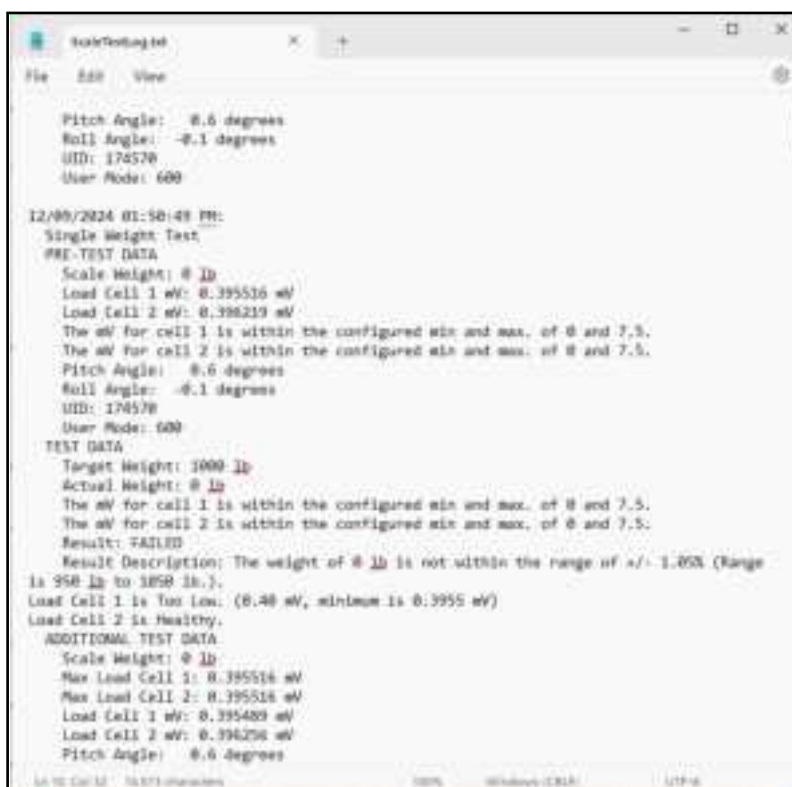 ScaleTestLog.txt
File Edit View
Pitch Angle: 0.6 degrees
Roll Angle: -0.1 degrees
UID: 174570
User Mode: 600
12/09/2024 01:50:49 PM:
Single Weight Test
PRE-TEST DATA
Scale Weight: 0 lb
Load Cell 1 mV: 0.395516 mV
Load Cell 2 mV: 0.396219 mV
The mV for cell 1 is within the configured min and max. of 0 and 7.5.
The mV for cell 2 is within the configured min and max. of 0 and 7.5.
Pitch Angle: 0.6 degrees
Roll Angle: -0.1 degrees
UID: 174570
User Mode: 600
TEST DATA
Target Weight: 1000 lb
Actual Weight: 0 lb
The mV for cell 1 is within the configured min and max. of 0 and 7.5.
The mV for cell 2 is within the configured min and max. of 0 and 7.5.
Result: FAILED
Result Description: The weight of 0 lb is not within the range of +/- 1.05% (Range
is 950 lb to 1050 lb.).
Load Cell 1 is Too Low. (0.40 mV, minimum is 0.3955 mV)
Load Cell 2 is Healthy.
ADDITIONAL TEST DATA
Scale Weight: 0 lb
Max Load Cell 1: 0.395516 mV
Max Load Cell 2: 0.395516 mV
Load Cell 1 mV: 0.395489 mV
Load Cell 2 mV: 0.396256 mV
Pitch Angle: 0.6 degrees
100% Windows (CRLF) UTF-8